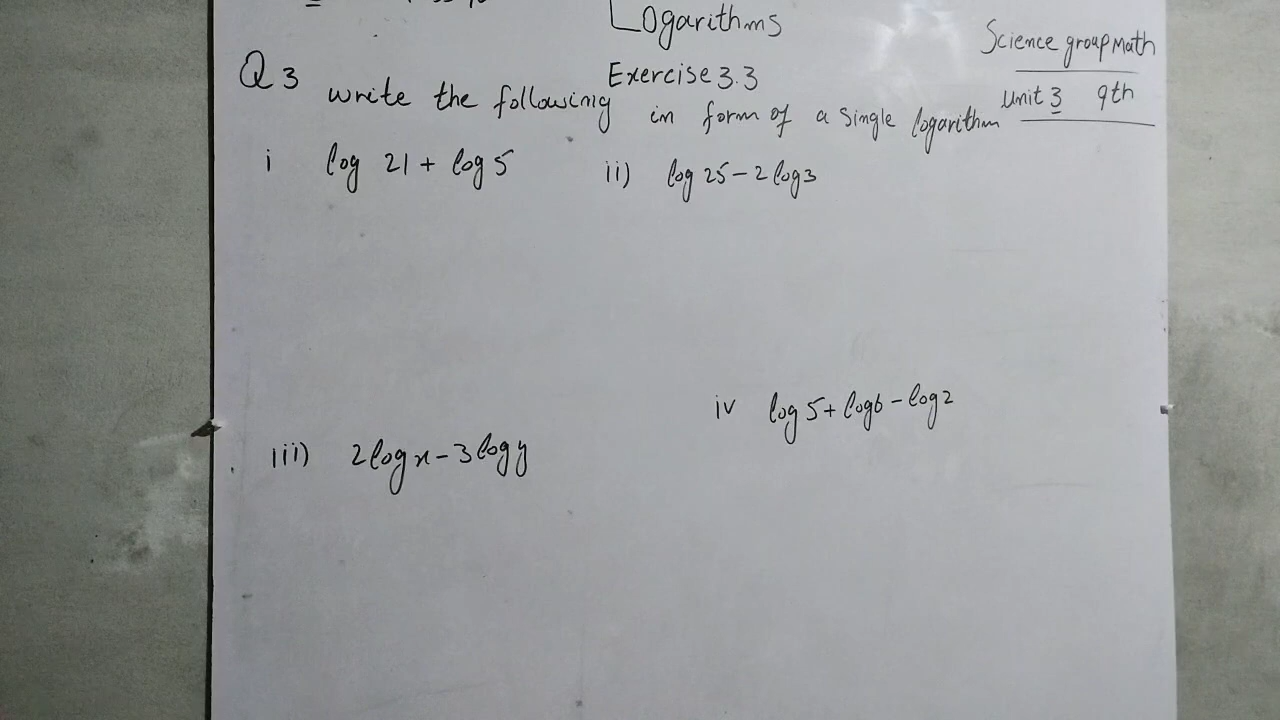 Logarithms
Science group Math
Exercise 3.3
Unit 3 9th
Q 3 write the following in form of a single logarithm
i log 21 + log 5
ii) log 25 - 2 log 3
iii) 2 log x - 3 log y
iv log 5 + log 6 - log 2